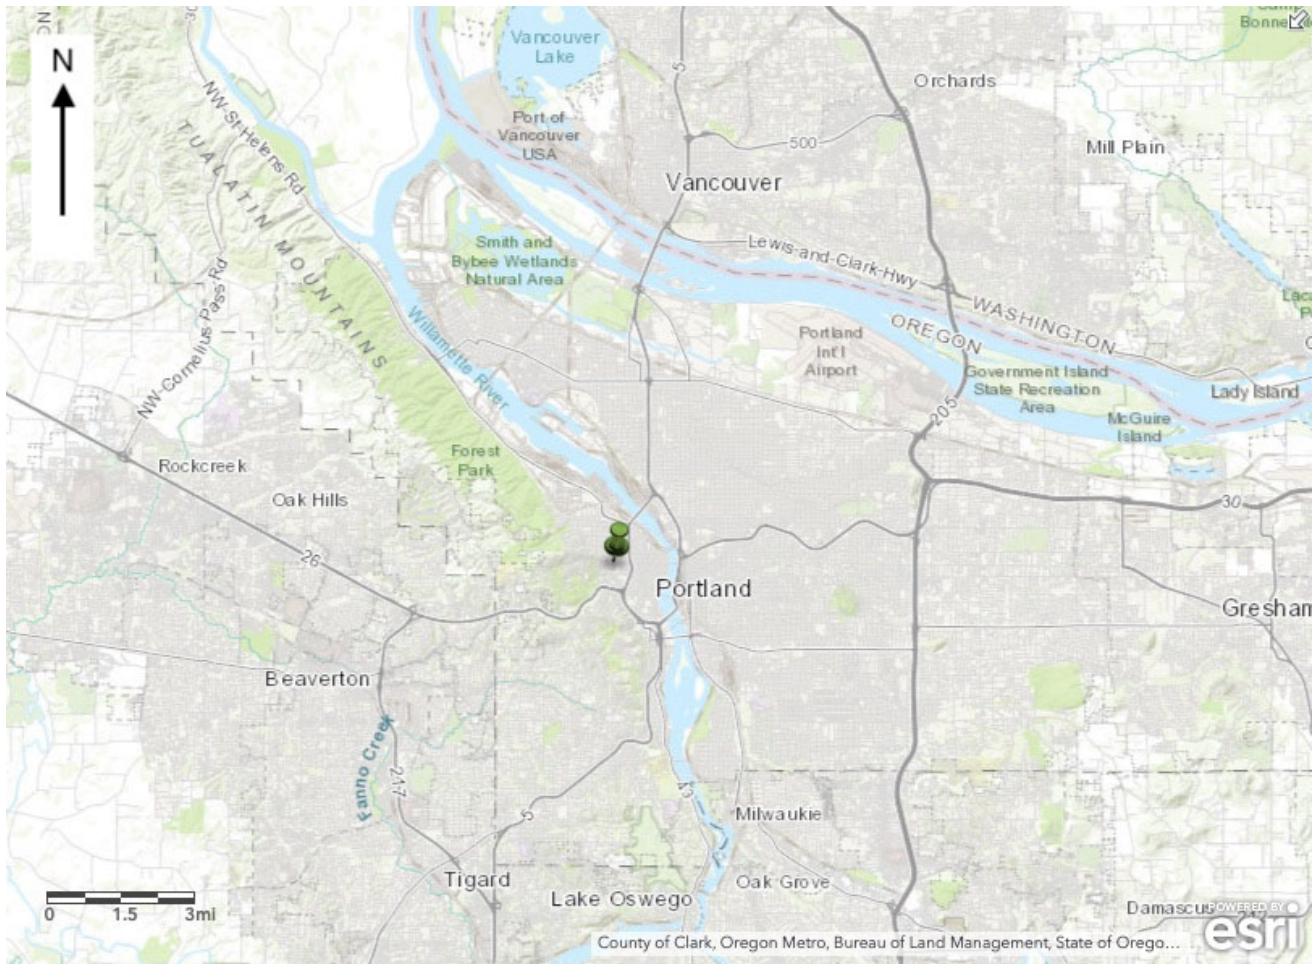 N
30
Vancouver
Lake
Bonne
5
Orchards
NW-St-Helens Rd
Port of
Vancouver
USA
500
Mill Plain
TUALATIN MOUNTAINS
Vancouver
Smith and
Bybee Wetlands
Natural Area
Lewis-and-Clark-Hwy
WASHINGTON
OREGON
NW-Cornelius Pass Rd
Willamette River
Portland
Int'l
Airport
Government Island
State Recreation
Area
Lady Island
205
McGuire
Island
Rockcreek
Forest
Park
Oak Hills
30
26
Portland
Gresham
Beaverton
Fanno Creek
217
5
43
Milwaukie
Tigard
Oak Grove
Lake Oswego
Damascus
0 1.5 3mi
POWERED BY
esri
County of Clark, Oregon Metro, Bureau of Land Management, State of Orego...